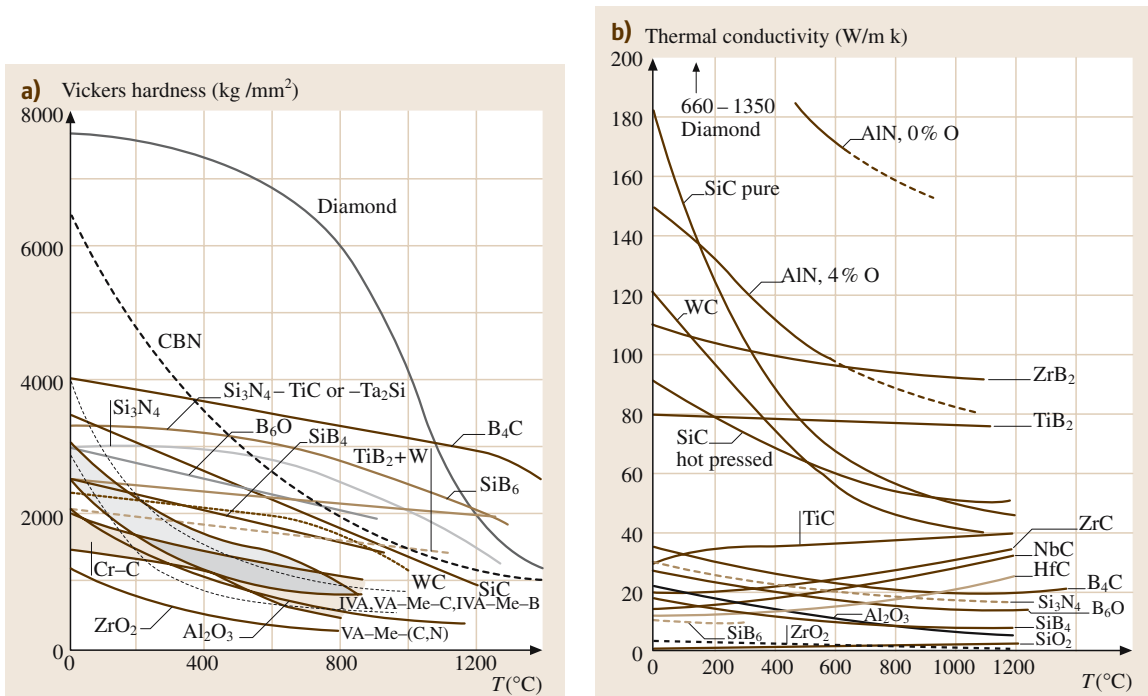 a) Vickers hardness (kg /mm²)
8000
6000
4000
2000
0
400
800
1200
T(°C)
Diamond
CBN
Si₃N₄ – TiC or –Ta₂Si
Si₃N₄
B₆O
SiB₄
B₄C
TiB₂+W
SiB₆
Cr–C
WC
SiC
IVA,VA–Me–C,IVA–Me–B
ZrO₂
Al₂O₃
VA–Me–(C,N)
b) Thermal conductivity (W/m k)
200
180
160
140
120
100
80
60
40
20
0
0
200
400
600
800
1000
1200
T(°C)
660 – 1350
Diamond
AlN, 0% O
SiC pure
AlN, 4% O
WC
ZrB₂
TiB₂
SiC
hot pressed
TiC
ZrC
NbC
HfC
B₄C
Si₃N₄
B₆O
Al₂O₃
SiB₄
SiB₆
ZrO₂
SiO₂